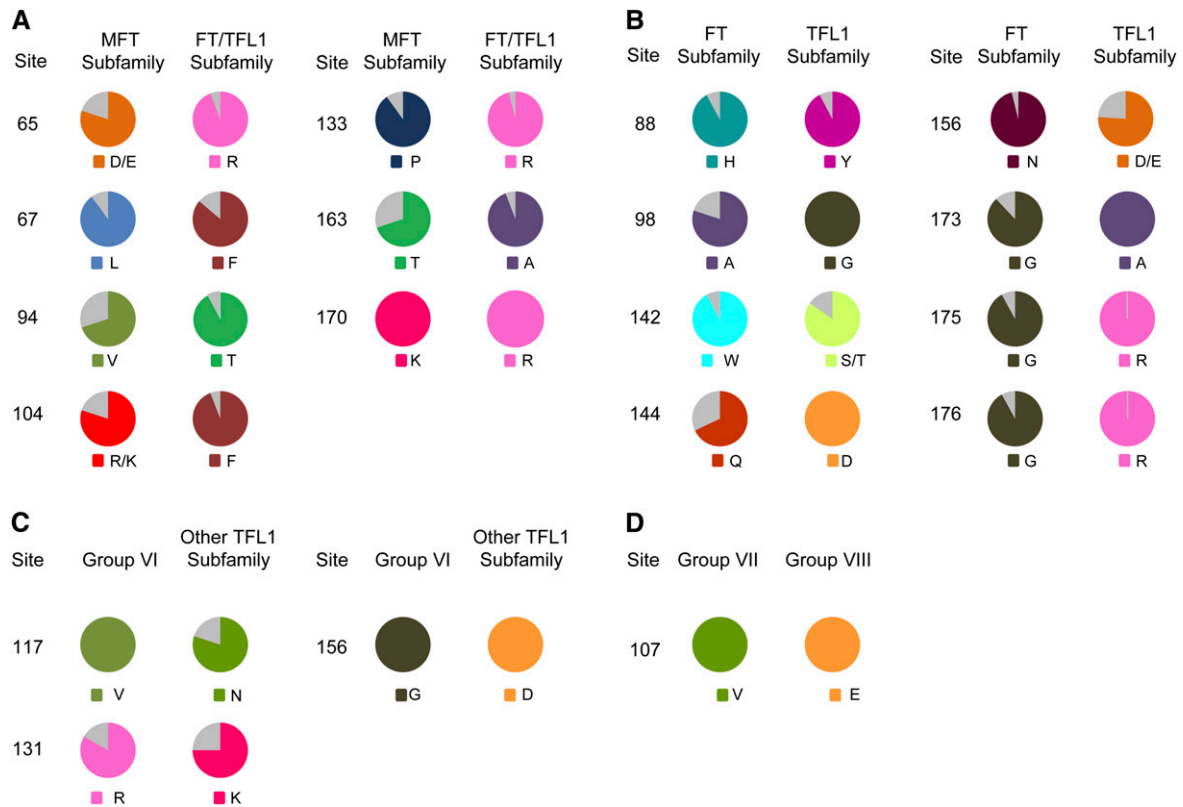 A
MFT FT/TFL1 MFT FT/TFL1
Site Subfamily Subfamily Site Subfamily Subfamily
65 133
D/E R P R
67 163
L F T A
94 170
V T K R
104
R/K F
B
FT TFL1 FT TFL1
Site Subfamily Subfamily Site Subfamily Subfamily
88 156
H Y N D/E
98 173
A G G A
142 175
W S/T G R
144 176
Q D G R
C
Other TFL1 Other TFL1
Site Group VI Subfamily Site Group VI Subfamily
117 156
V N G D
131
R K
D
Site Group VII Group VIII
107
V E